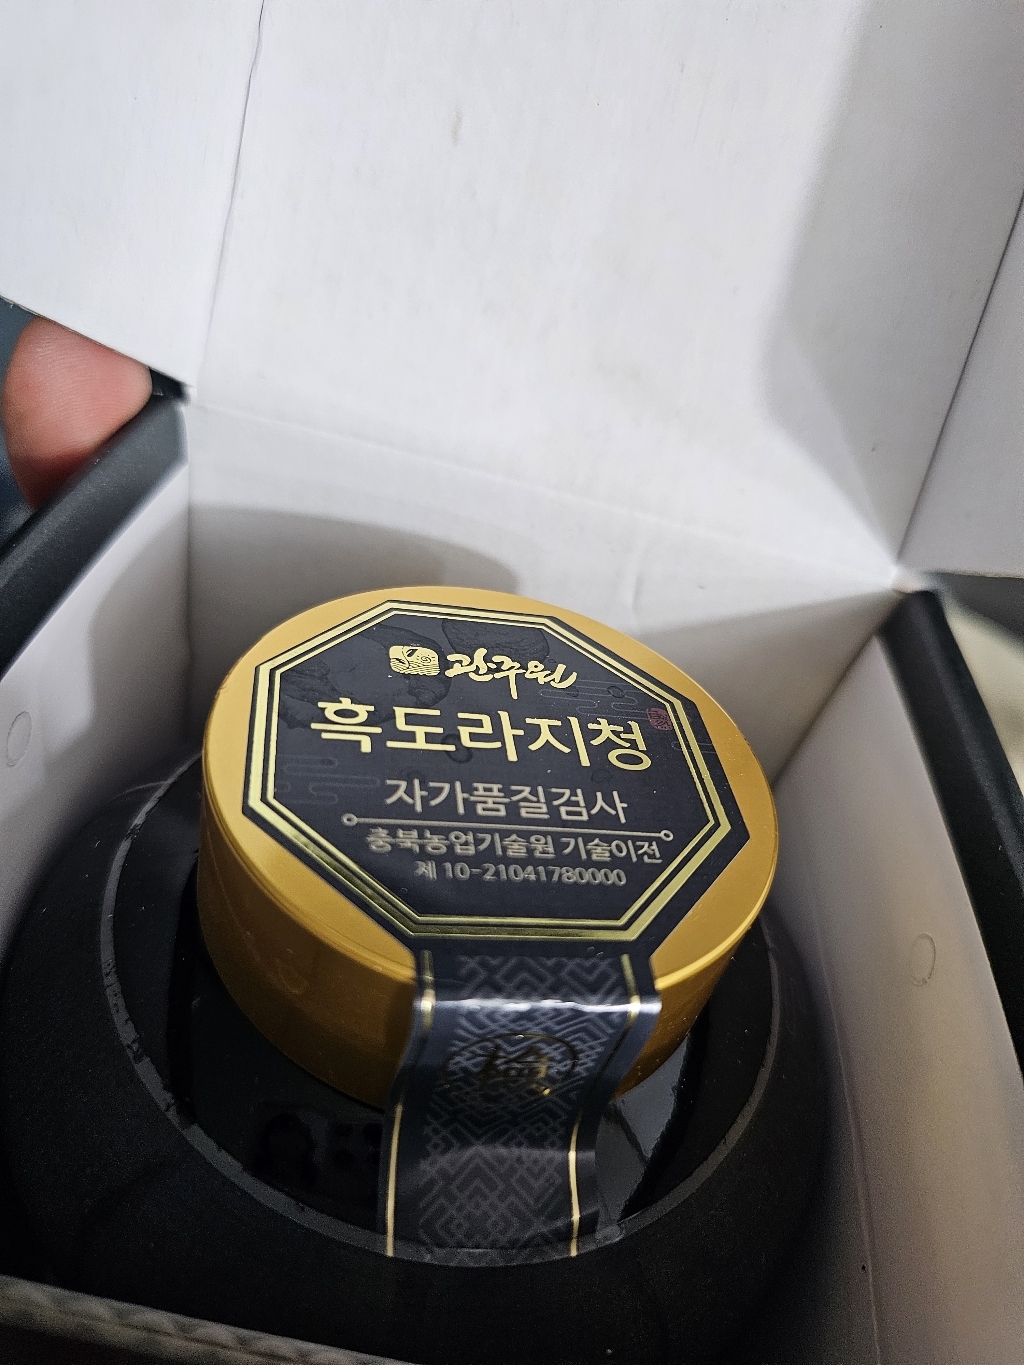 관주원
흑도라지청
자가품질검사
충북농업기술원 기술이전
제 10-21041780000